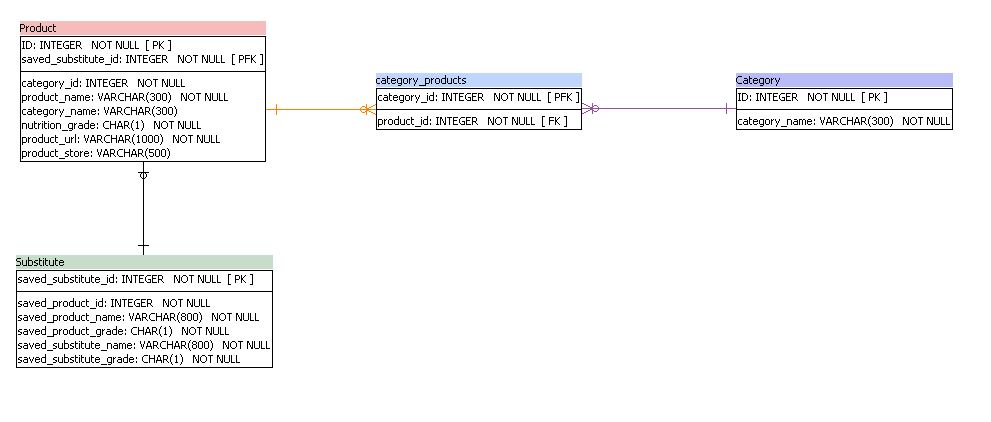 Product
ID: INTEGER NOT NULL [ PK ]
saved_substitute_id: INTEGER NOT NULL [ PFK ]
category_id: INTEGER NOT NULL
product_name: VARCHAR(300) NOT NULL
category_name: VARCHAR(300)
nutrition_grade: CHAR(1) NOT NULL
product_url: VARCHAR(1000) NOT NULL
product_store: VARCHAR(500)
category_products
category_id: INTEGER NOT NULL [ PFK ]
product_id: INTEGER NOT NULL [ FK ]
Category
ID: INTEGER NOT NULL [ PK ]
category_name: VARCHAR(300) NOT NULL
Substitute
saved_substitute_id: INTEGER NOT NULL [ PK ]
saved_product_id: INTEGER NOT NULL
saved_product_name: VARCHAR(800) NOT NULL
saved_product_grade: CHAR(1) NOT NULL
saved_substitute_name: VARCHAR(800) NOT NULL
saved_substitute_grade: CHAR(1) NOT NULL